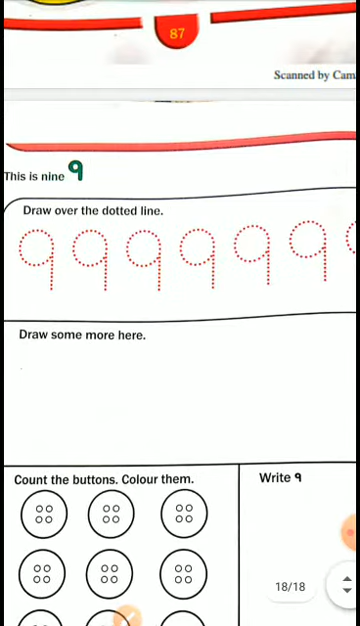 87
Scanned by Cam
This is nine 9
Draw over the dotted line.
9 9 9 9 9 9
Draw some more here.
Count the buttons. Colour them.
Write 9
18/18